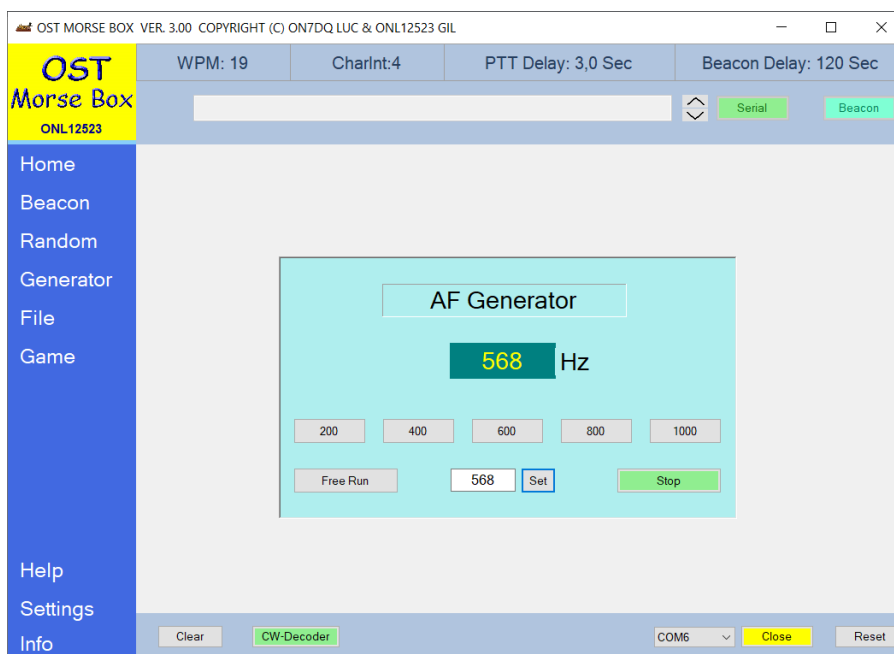 OST MORSE BOX VER. 3.00 COPYRIGHT (C) ON7DQ LUC & ONL12523 GIL
OST
Morse Box
ONL12523
WPM: 19 CharInt:4 PTT Delay: 3,0 Sec Beacon Delay: 120 Sec
Serial Beacon
Home
Beacon
Random
Generator
File
Game
Help
Settings
Info
AF Generator
568 Hz
200 400 600 800 1000
Free Run 568 Set Stop
Clear CW-Decoder COM6 Close Reset